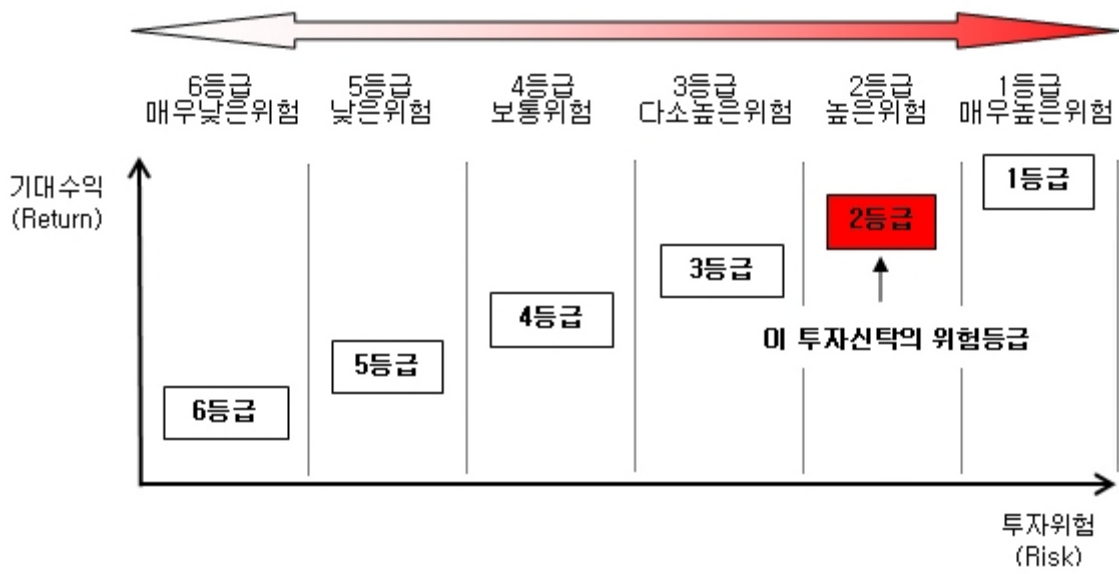 6등급
매우낮은위험
5등급
낮은위험
4등급
보통위험
3등급
다소높은위험
2등급
높은위험
1등급
매우높은위험
기대수익
(Return)
1등급
2등급
3등급
4등급
이 투자신탁의 위험등급
5등급
6등급
투자위험
(Risk)